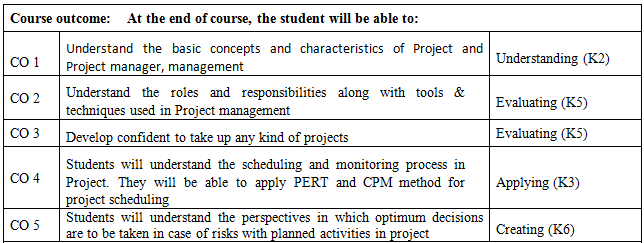 Course outcome: At the end of course, the student will be able to:
CO 1
Understand the basic concepts and characteristics of Project and
Project manager, management
Understanding (K2)
CO 2
Understand the roles and responsibilities along with tools &
techniques used in Project management
Evaluating (K5)
CO 3
Develop confident to take up any kind of projects
Evaluating (K5)
CO 4
Students will understand the scheduling and monitoring process in
Project. They will be able to apply PERT and CPM method for
project scheduling
Applying (K3)
CO 5
Students will understand the perspectives in which optimum decisions
are to be taken in case of risks with planned activities in project
Creating (K6)